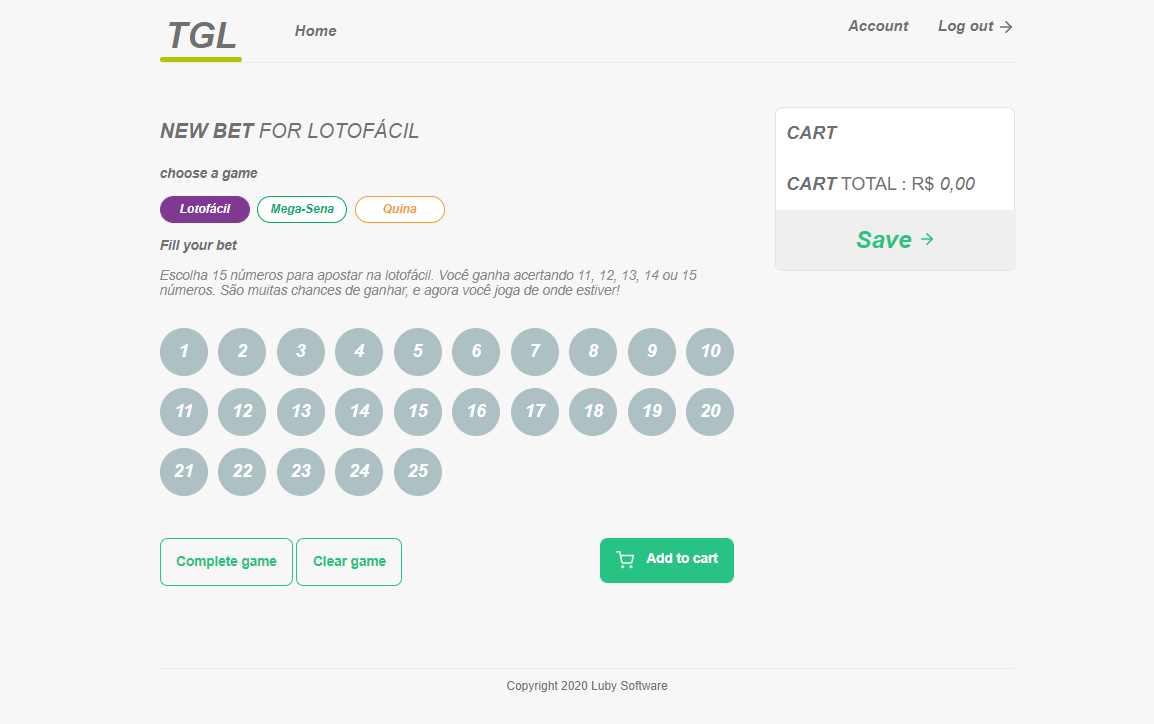 TGL
Home
Account
Log out
NEW BET FOR LOTOFÁCIL
choose a game
Lotofácil
Mega-Sena
Quina
Fill your bet
Escolha 15 números para apostar na lotofácil. Você ganha acertando 11, 12, 13, 14 ou 15
números. São muitas chances de ganhar, e agora você joga de onde estiver!
1 2 3 4 5 6 7 8 9 10
11 12 13 14 15 16 17 18 19 20
21 22 23 24 25
Complete game
Clear game
Add to cart
CART
CART TOTAL : R$ 0,00
Save
Copyright 2020 Luby Software